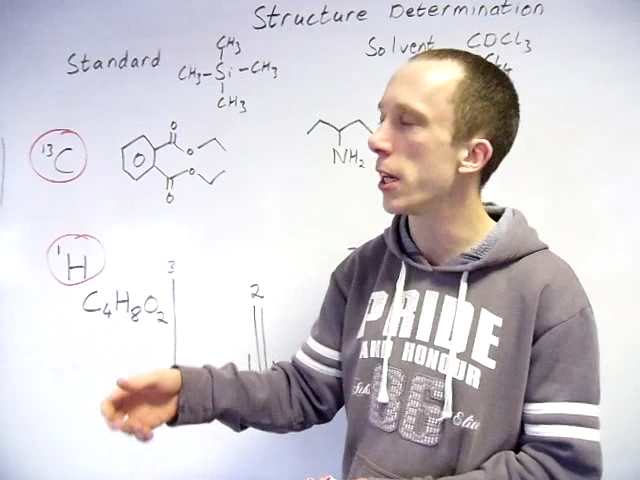 Structure Determination
Standard
CH₃
CH₃-Si-CH₃
CH₃
Solvent CDCl₃
¹³C
O
O
O
O
O
NH₂
¹H
C₄H₈O₂
3
2
PRIDE
AND HONOUR
86